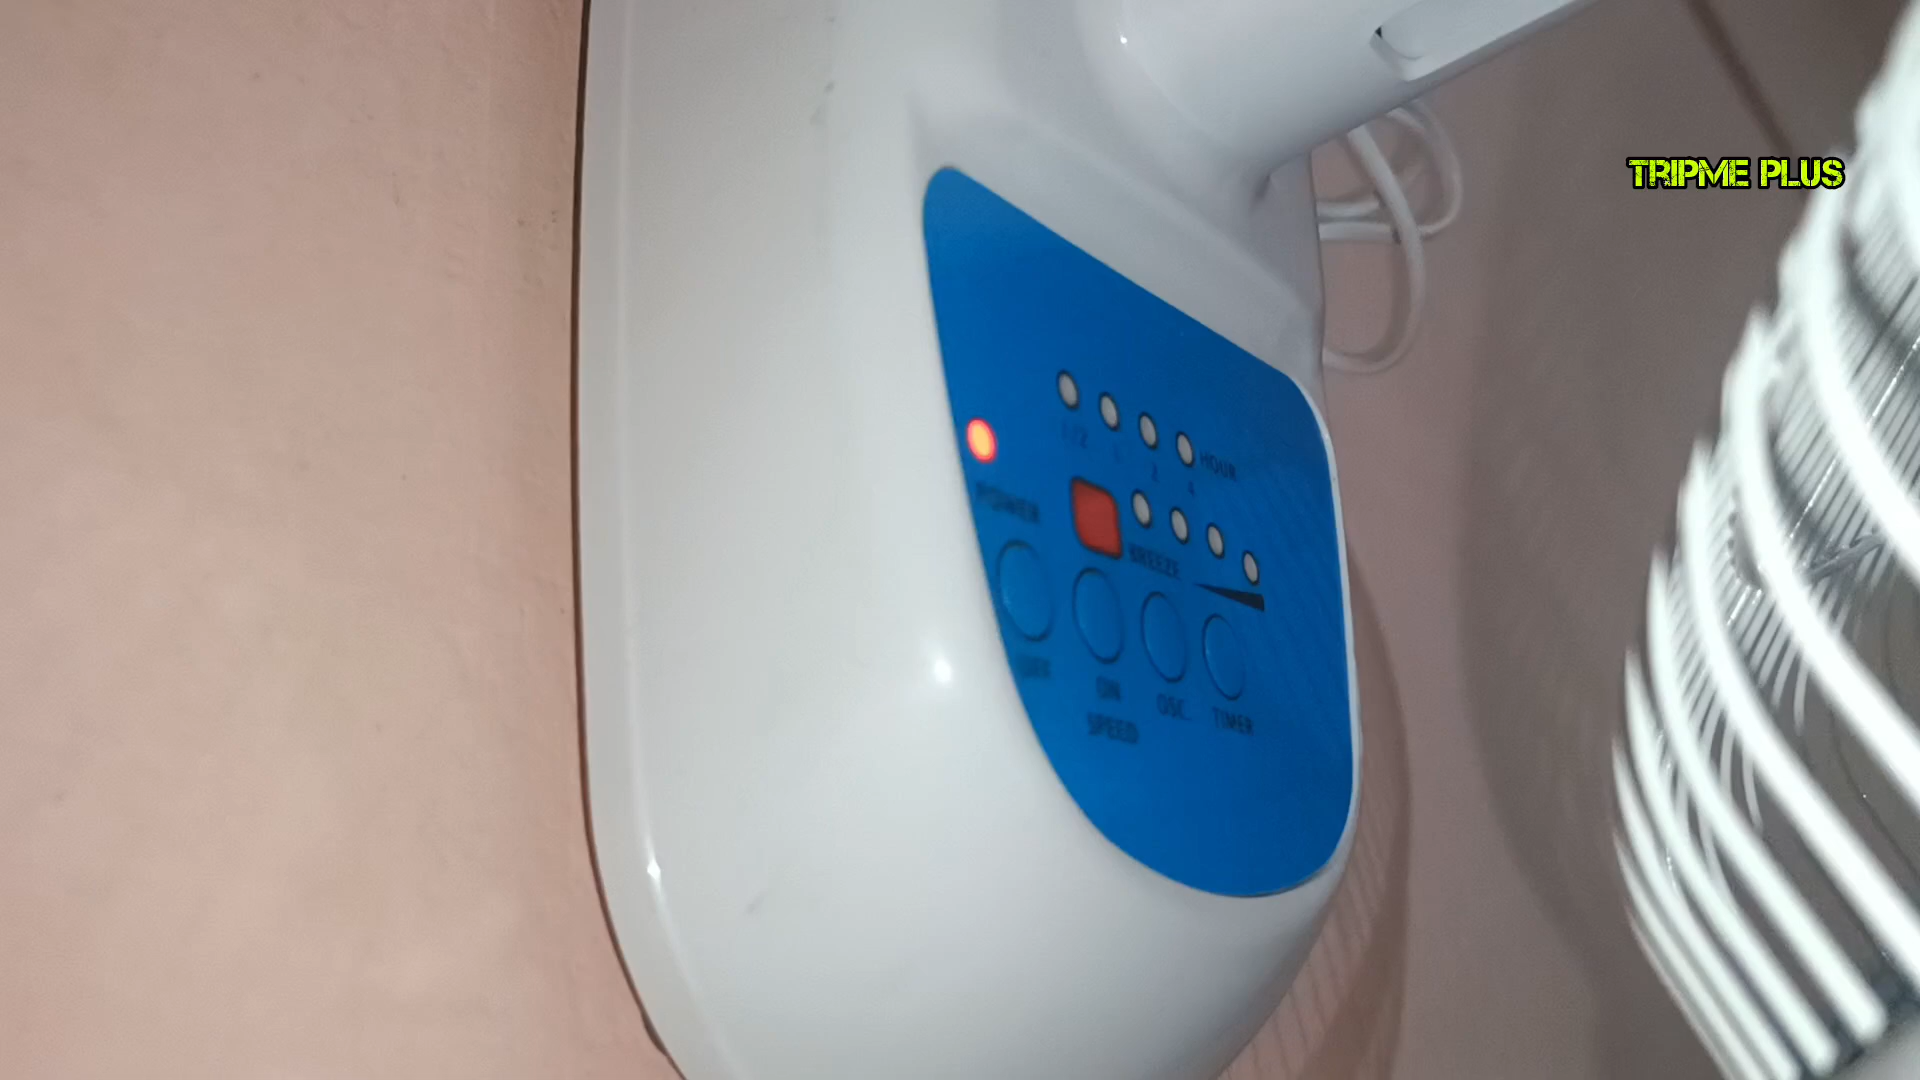 TRIPME PLUS
1/2 1 2 4 HOUR
POWER
BREEZE
OFF ON OSC. TIMER
SPEED